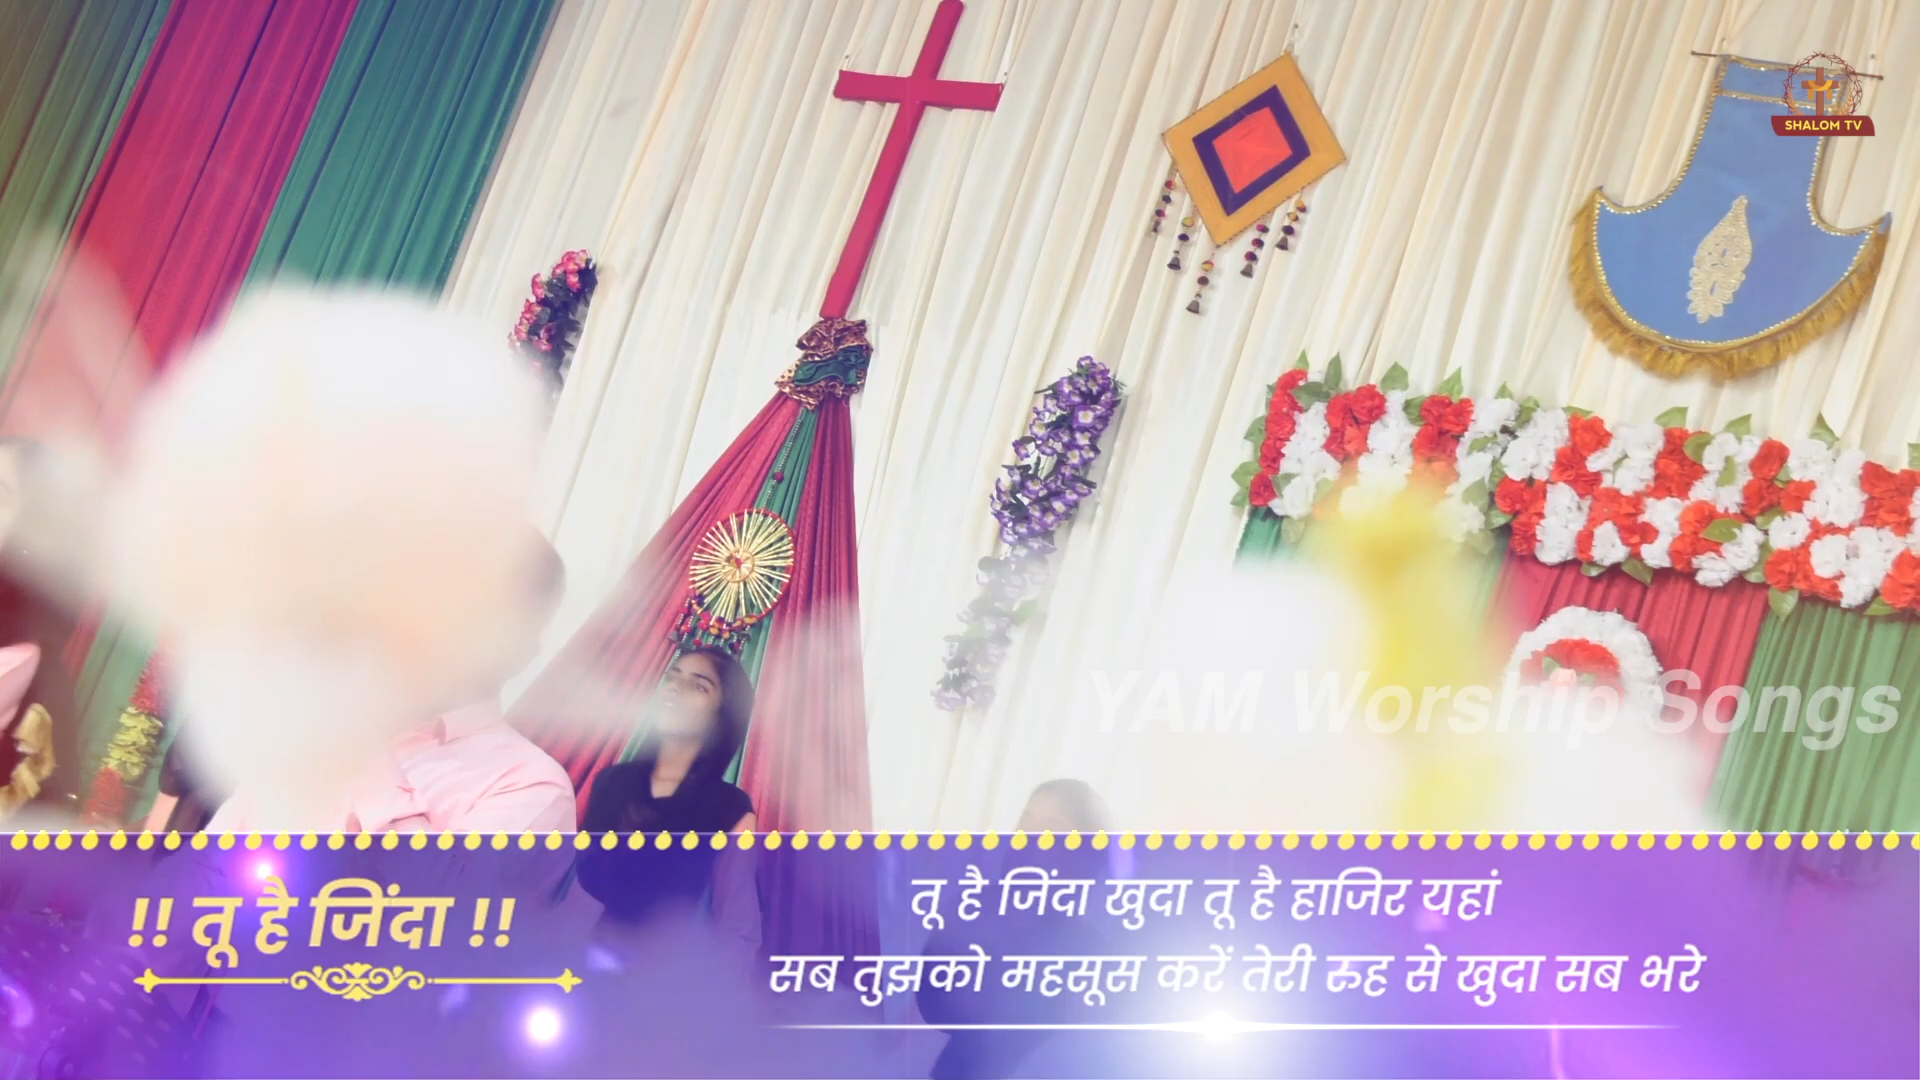 SHALOM TV
YAM Worship Songs
!! तू है जिंदा !!
तू है जिंदा खुदा तू है हाजिर यहां
सब तुझको महसूस करें तेरी रुह से खुदा सब भरे